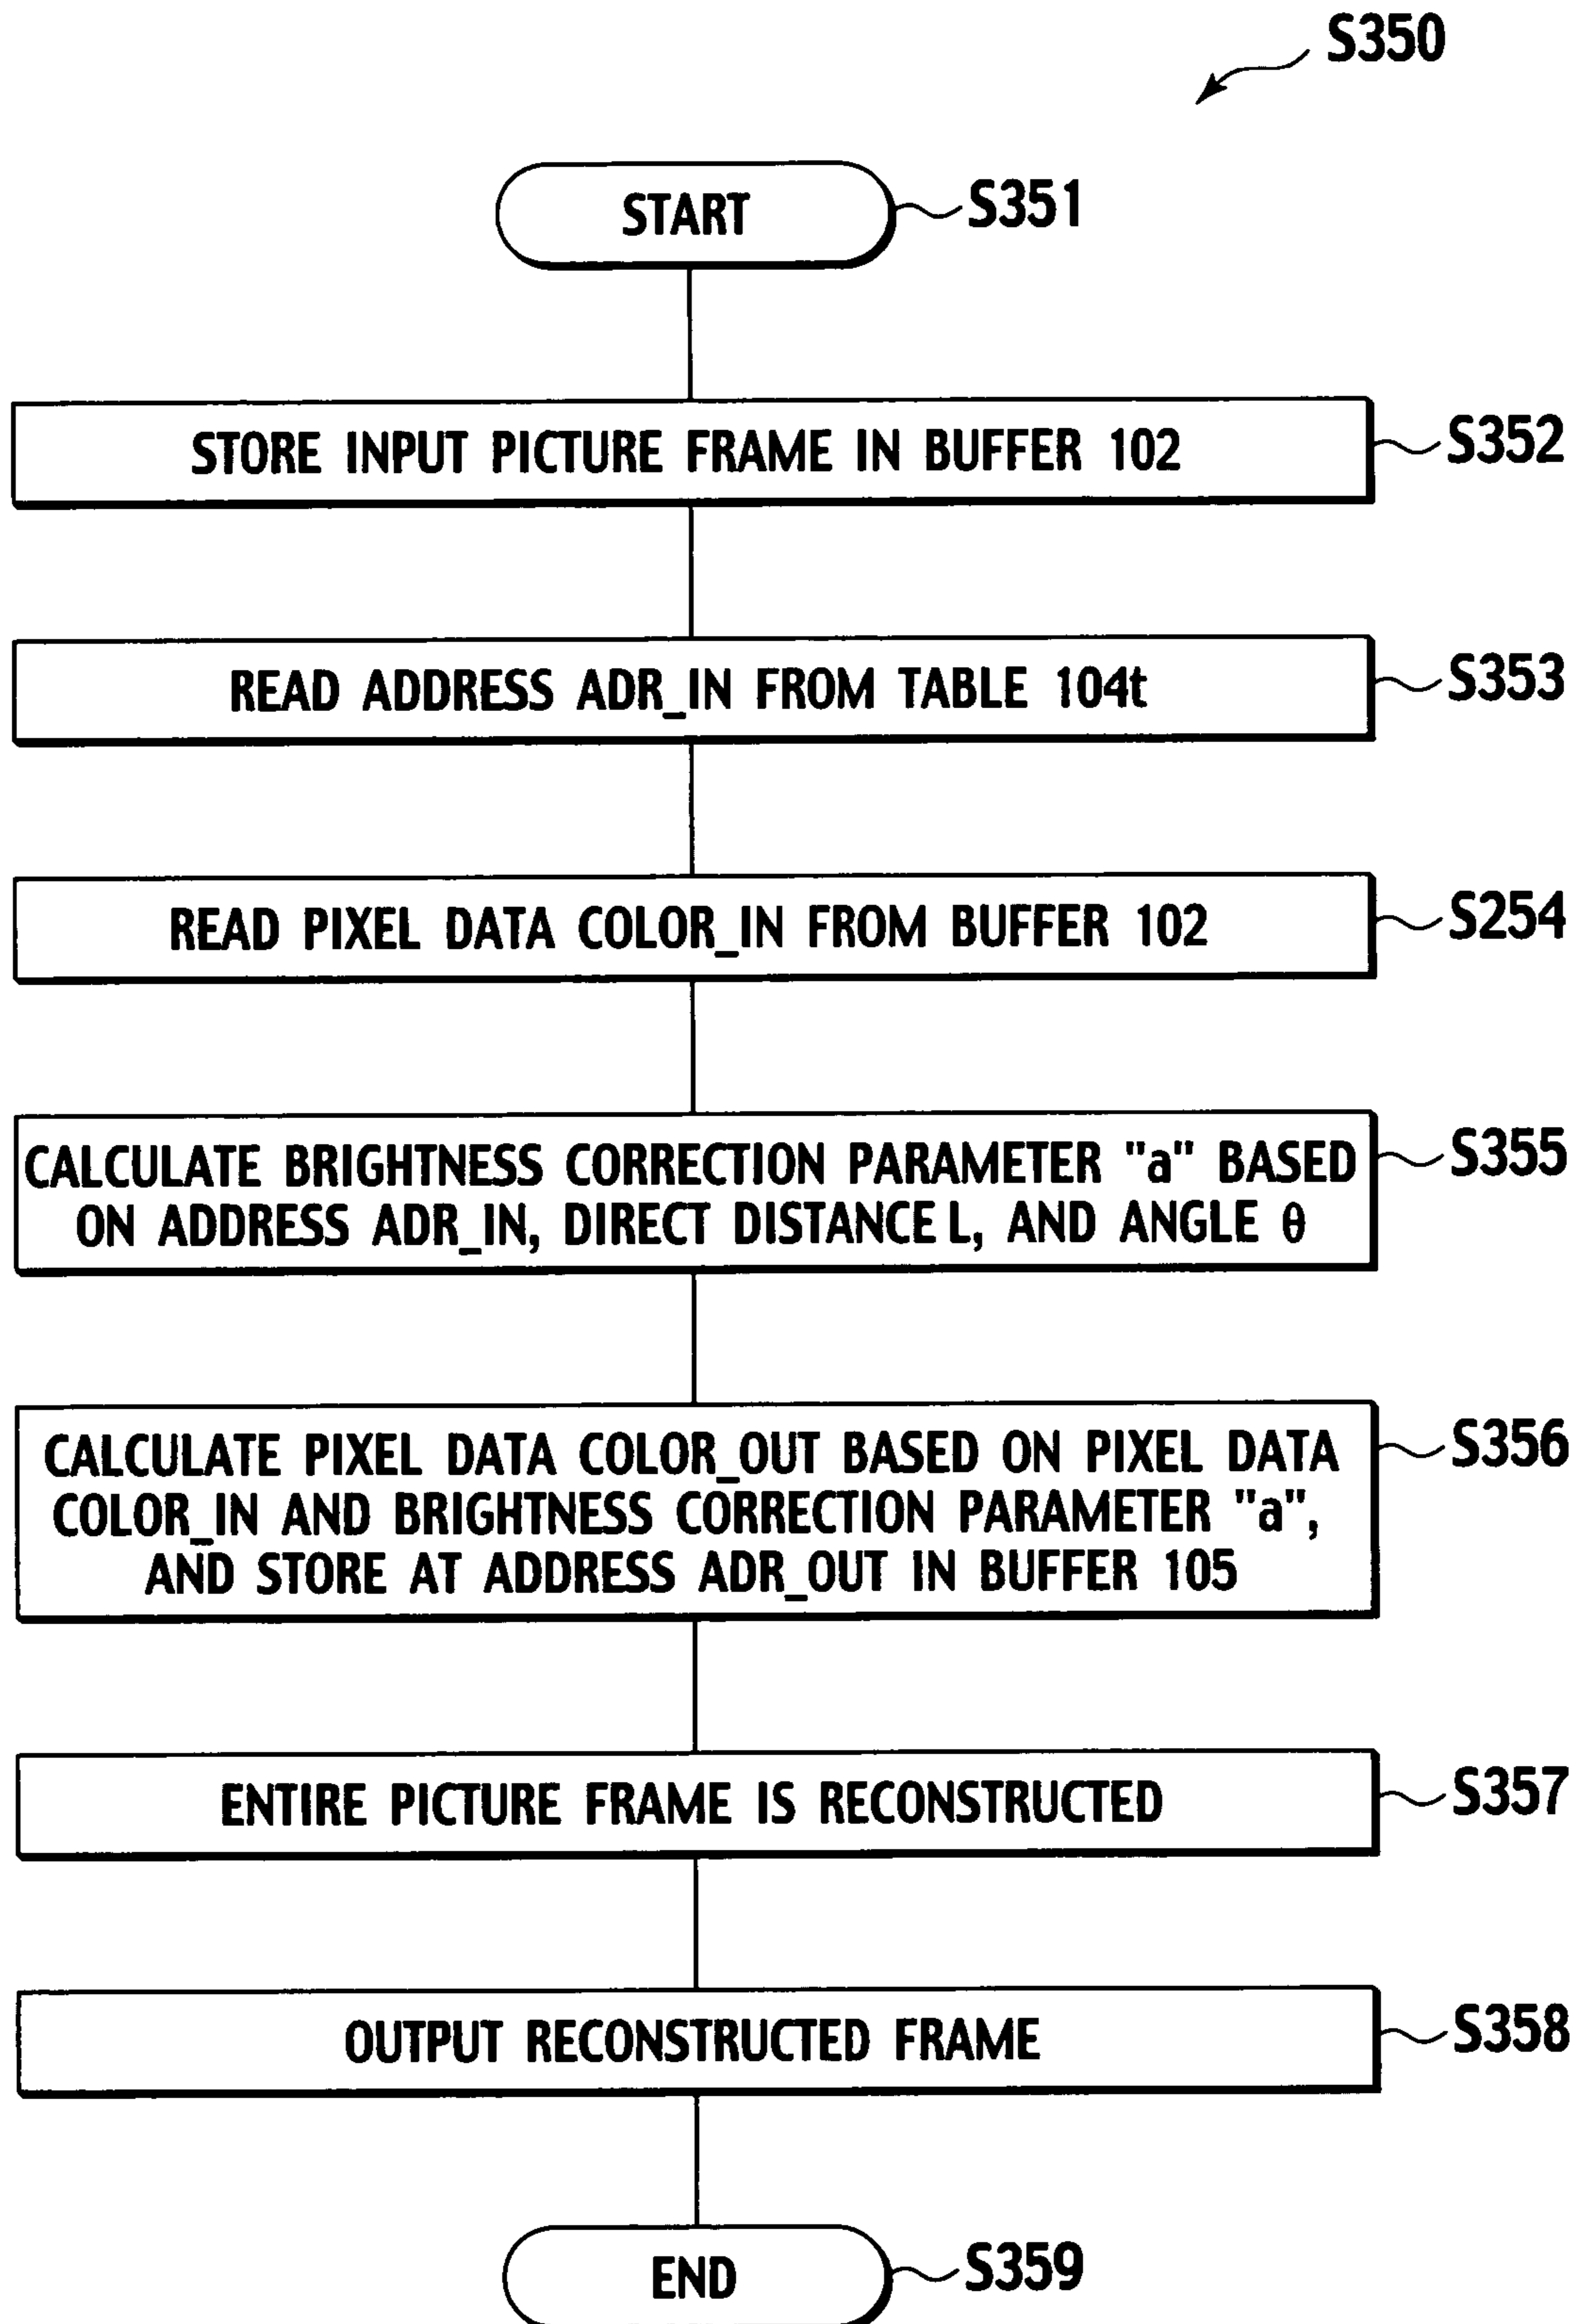 S350
START
S351
STORE INPUT PICTURE FRAME IN BUFFER 102
S352
READ ADDRESS ADR_IN FROM TABLE 104t
S353
READ PIXEL DATA COLOR_IN FROM BUFFER 102
S254
CALCULATE BRIGHTNESS CORRECTION PARAMETER "a" BASED
ON ADDRESS ADR_IN, DIRECT DISTANCE L, AND ANGLE θ
S355
CALCULATE PIXEL DATA COLOR_OUT BASED ON PIXEL DATA
COLOR_IN AND BRIGHTNESS CORRECTION PARAMETER "a",
AND STORE AT ADDRESS ADR_OUT IN BUFFER 105
S356
ENTIRE PICTURE FRAME IS RECONSTRUCTED
S357
OUTPUT RECONSTRUCTED FRAME
S358
END
S359